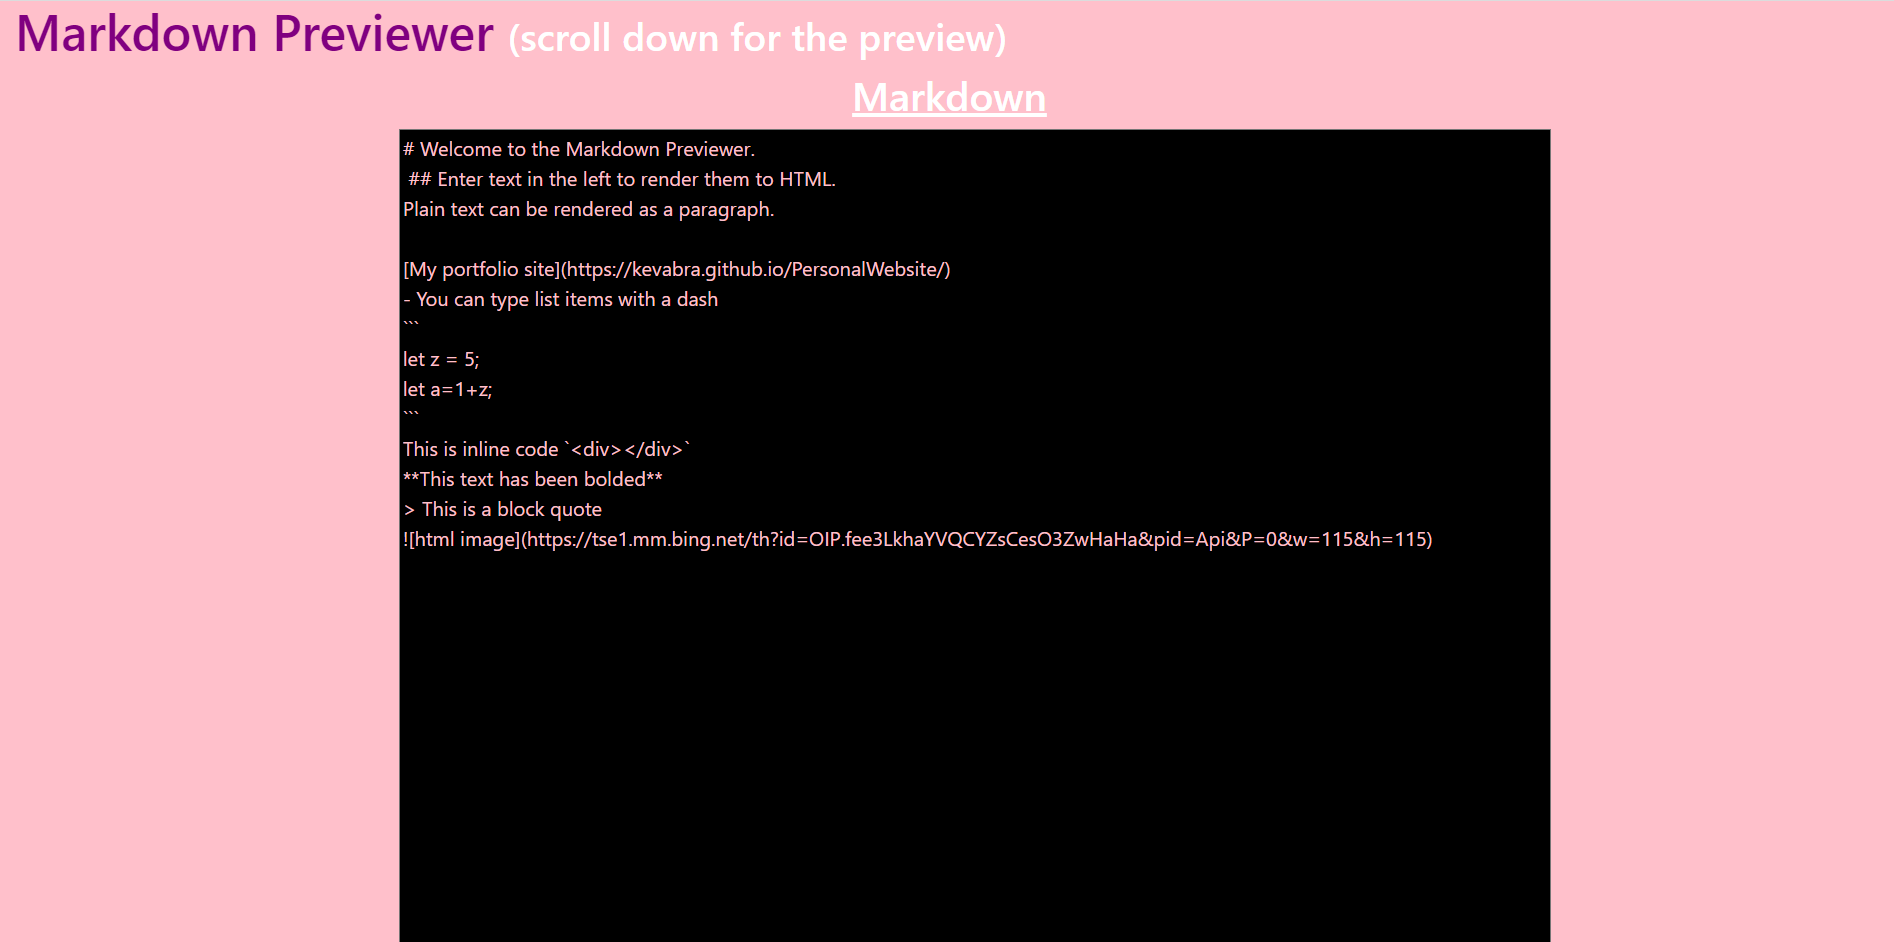 Markdown Previewer (scroll down for the preview)
Markdown
# Welcome to the Markdown Previewer.
## Enter text in the left to render them to HTML.
Plain text can be rendered as a paragraph.
[My portfolio site](https://kevabra.github.io/PersonalWebsite/)
- You can type list items with a dash
```
let z = 5;
let a=1+z;
```
This is inline code `<div></div>`
**This text has been bolded**
> This is a block quote
![html image](https://tse1.mm.bing.net/th?id=OIP.fee3LkhaYVQCYZsCesO3ZwHaHa&pid=Api&P=0&w=115&h=115)